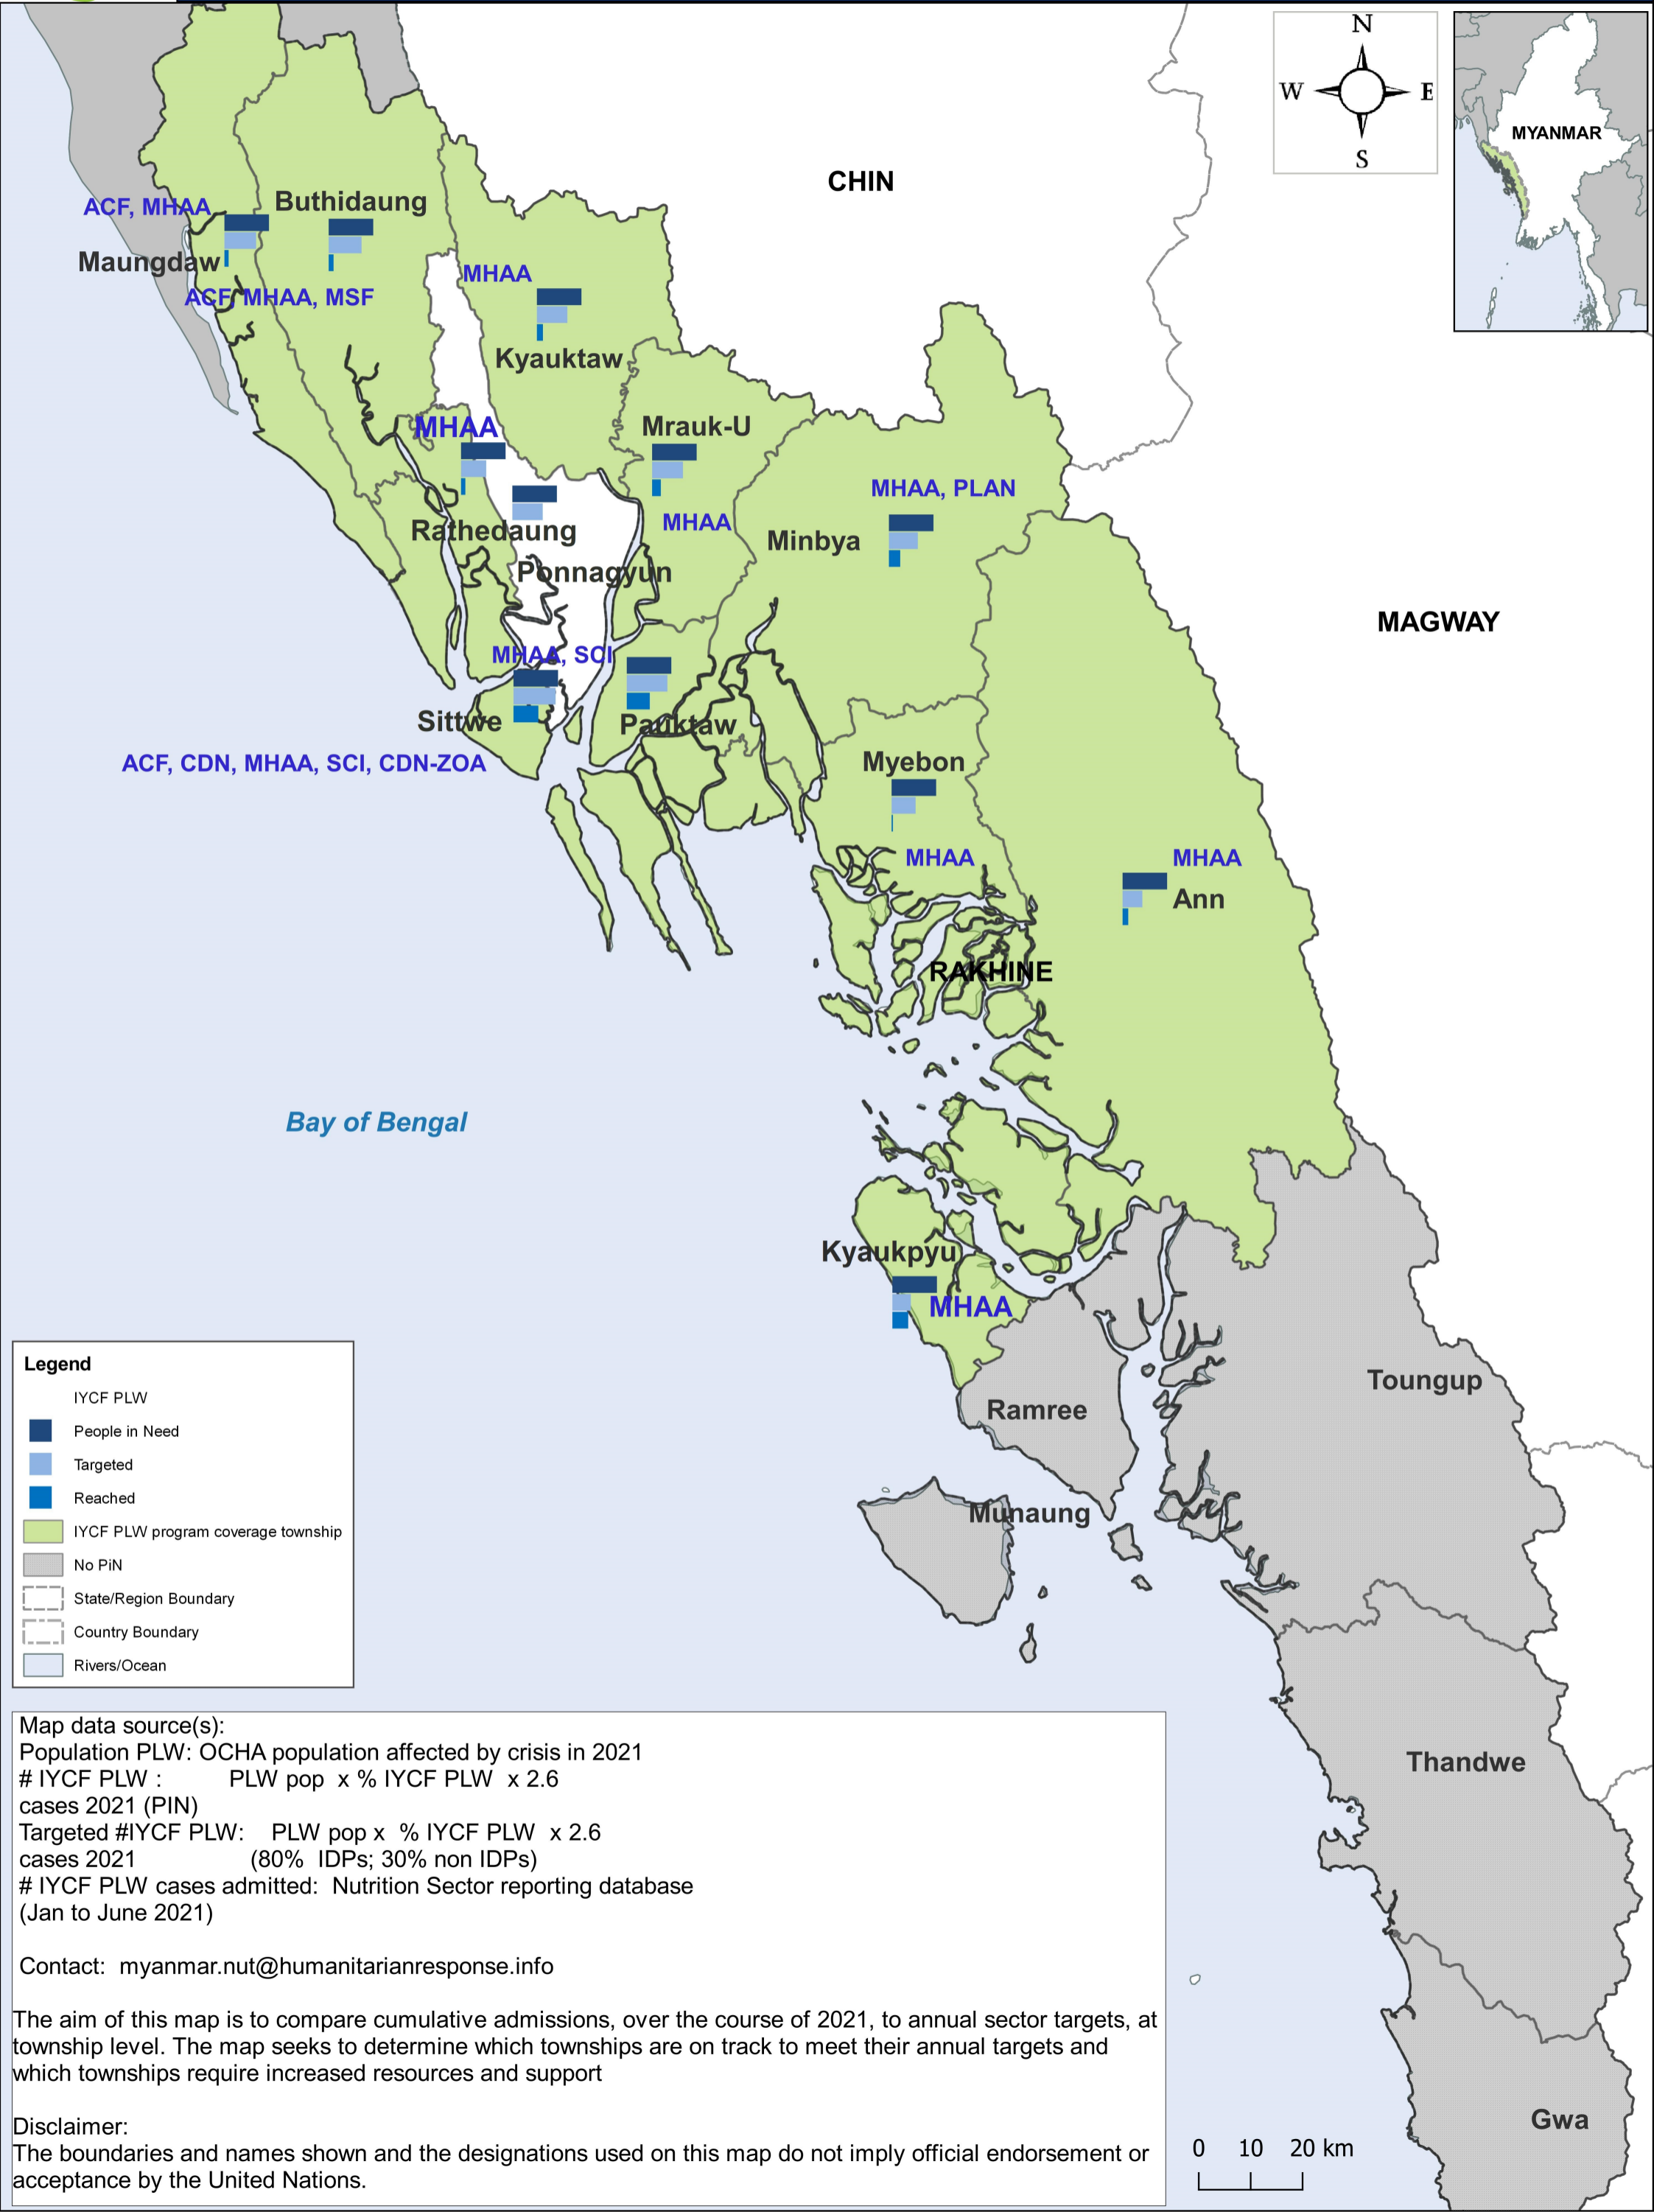 N
W
E
S
MYANMAR
CHIN
ACF, MHAA
Buthidaung
Maungdaw
MHAA
ACF MHAA, MSF
Kyauktaw
MHAA
Mrauk-U
MHAA, PLAN
MHAA
Rathedaung
Minbya
Ponnagyun
MAGWAY
MHAA, SCI
Sittwe
Pauktaw
ACF, CDN, MHAA, SCI, CDN-ZOA
Myebon
MHAA
MHAA
Ann
RAKHINE
Bay of Bengal
Kyaukpyu
MHAA
Toungup
Ramree
Munaung
Thandwe
Gwa
Legend
IYCF PLW
People in Need
Targeted
Reached
IYCF PLW program coverage township
No PiN
State/Region Boundary
Country Boundary
Rivers/Ocean
Map data source(s):
Population PLW: OCHA population affected by crisis in 2021
# IYCF PLW : PLW pop x % IYCF PLW x 2.6
cases 2021 (PIN)
Targeted #IYCF PLW: PLW pop x % IYCF PLW x 2.6
cases 2021 (80% IDPs; 30% non IDPs)
# IYCF PLW cases admitted: Nutrition Sector reporting database
(Jan to June 2021)
Contact: myanmar.nut@humanitarianresponse.info
The aim of this map is to compare cumulative admissions, over the course of 2021, to annual sector targets, at
township level. The map seeks to determine which townships are on track to meet their annual targets and
which townships require increased resources and support
Disclaimer:
The boundaries and names shown and the designations used on this map do not imply official endorsement or
acceptance by the United Nations.
0 10 20 km